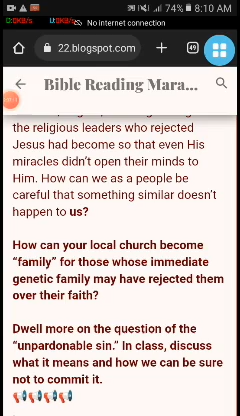 74% 8:10 AM
0:0KB/s U:0KB/s No internet connection
22.blogspot.com 49
Bible Reading Mara...
the religious leaders who rejected
Jesus had become so that even His
miracles didn't open their minds to
Him. How can we as a people be
careful that something similar doesn't
happen to us?
How can your local church become
“family” for those whose immediate
genetic family may have rejected them
over their faith?
Dwell more on the question of the
“unpardonable sin.” In class, discuss
what it means and how we can be sure
not to commit it.